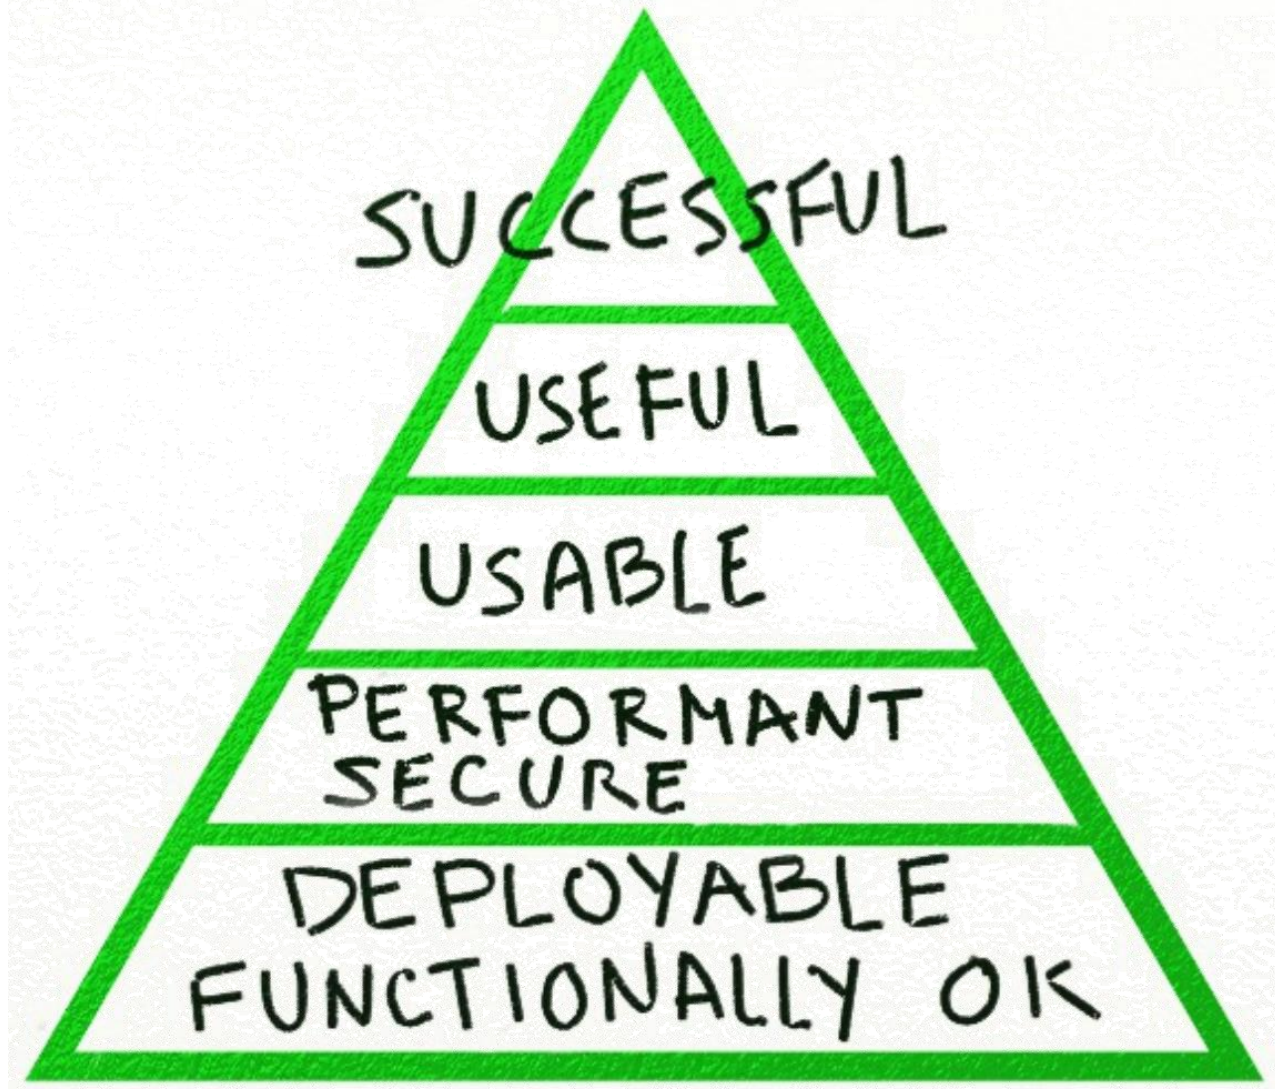 SUCCESSFUL
USEFUL
USABLE
PERFORMANT
SECURE
DEPLOYABLE
FUNCTIONALLY OK